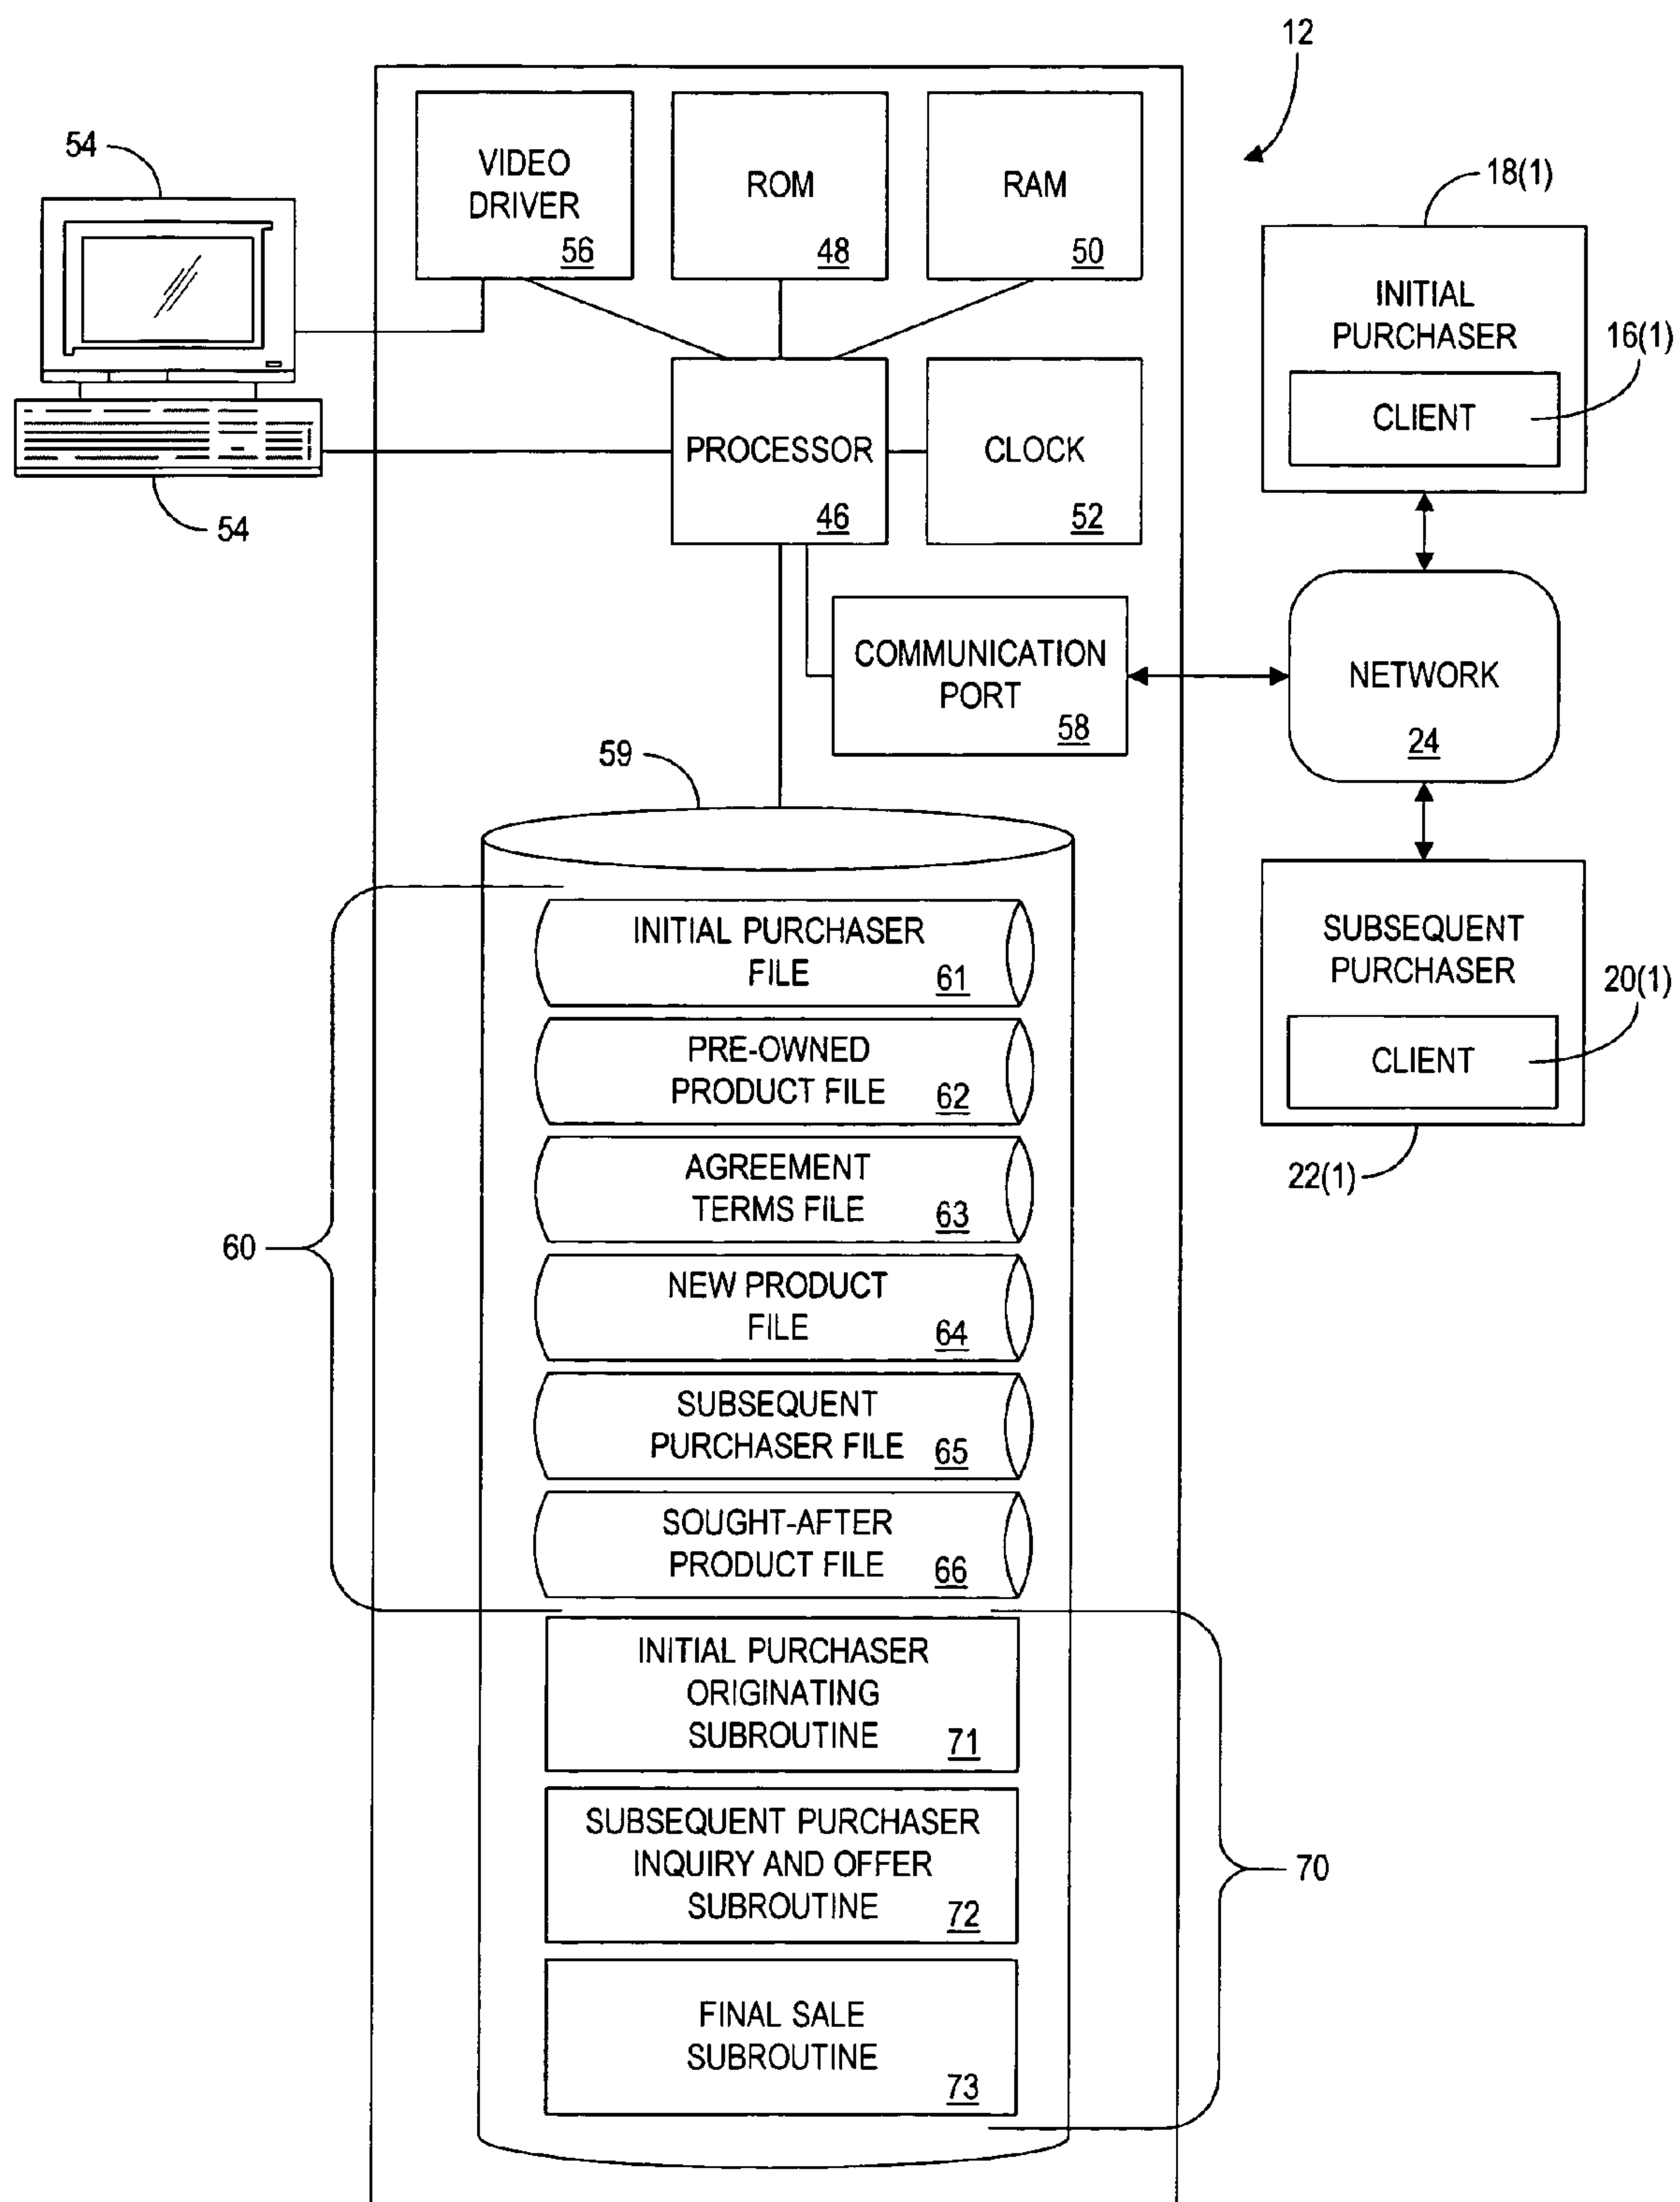 12
54
VIDEO
DRIVER
56
ROM
48
RAM
50
18(1)
INITIAL
PURCHASER
16(1)
CLIENT
PROCESSOR
46
CLOCK
52
54
COMMUNICATION
PORT
58
NETWORK
24
59
SUBSEQUENT
PURCHASER
20(1)
CLIENT
22(1)
60
INITIAL PURCHASER
FILE
61
PRE-OWNED
PRODUCT FILE
62
AGREEMENT
TERMS FILE
63
NEW PRODUCT
FILE
64
SUBSEQUENT
PURCHASER FILE
65
SOUGHT-AFTER
PRODUCT FILE
66
INITIAL PURCHASER
ORIGINATING
SUBROUTINE
71
SUBSEQUENT PURCHASER
INQUIRY AND OFFER
SUBROUTINE
72
70
FINAL SALE
SUBROUTINE
73